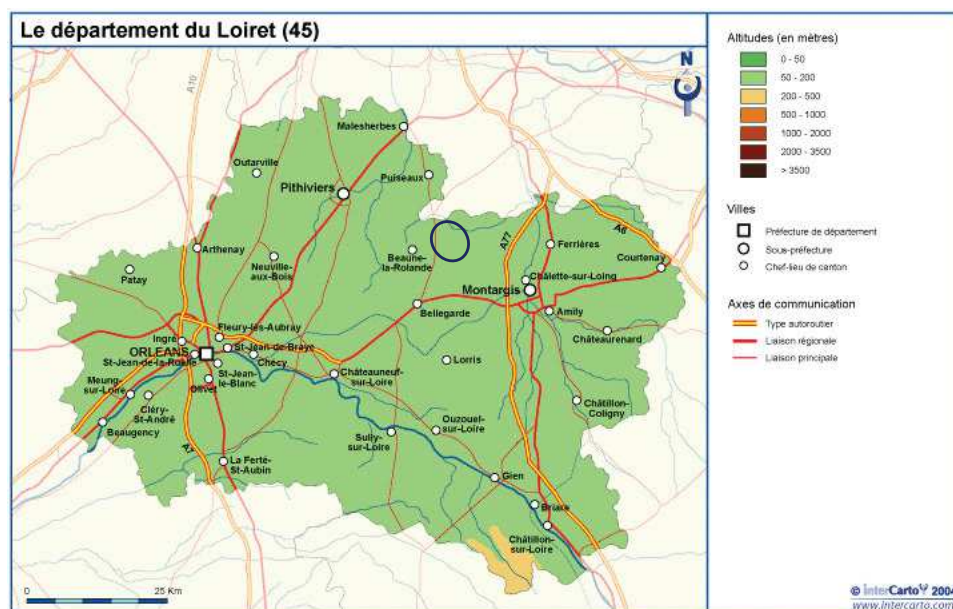 Le département du Loiret (45)
N
A10
Malesherbes
Outarville
Puiseaux
Pithiviers
A77
A6
Arthenay
Ferrières
Beaune-
la-Rolande
Courtenay
Neuville-
aux-Bois
Patay
Châlette-sur-Loing
Montargis
Bellegarde
Amilly
Fleury-lés-Aubray
Châteaurenard
Ingré
St-Jean-de-Braye
ORLEANS
St-Jean-de-la-Ruelle
Chécy
Lorris
St-Jean-
le-Blanc
Châteauneuf-
sur-Loire
Olivet
Meung-
sur-Loire
Cléry-
St-André
Châtillon-
Coligny
Beaugency
Ouzouef-
sur-Loire
Sully-
sur-Loire
La Ferté-
St-Aubin
Gien
Briare
Châtillon-
sur-Loire
0
25 Km
Altitudes (en mètres)
0 - 50
50 - 200
200 - 500
500 - 1000
1000 - 2000
2000 - 3500
> 3500
Villes
Préfecture de département
Sous-préfecture
Chef-lieu de canton
Axes de communication
Type autoroutier
Liaison régionale
Liaison principale
© InterCarto 2004
www.intercarto.com